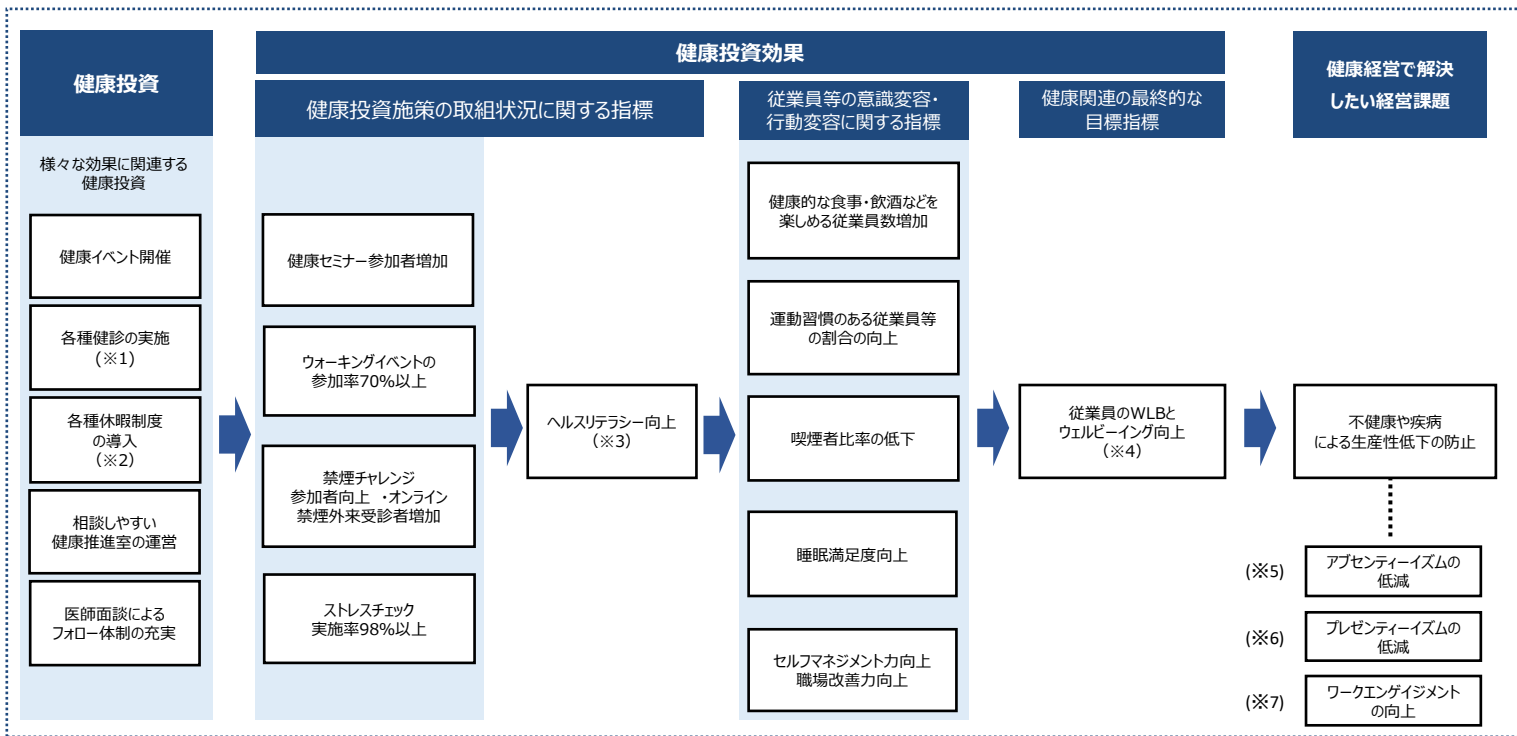 健康投資
健康投資効果
健康経営で解決
したい経営課題
健康投資施策の取組状況に関する指標
従業員等の意識変容・
行動変容に関する指標
健康関連の最終的な
目標指標
様々な効果に関連する
健康投資
健康イベント開催
各種健診の実施
(※1)
各種休暇制度
の導入
(※2)
相談しやすい
健康推進室の運営
医師面談による
フォロー体制の充実
健康セミナー参加者増加
ウォーキングイベントの
参加率70%以上
禁煙チャレンジ
参加者向上 ・オンライン
禁煙外来受診者増加
ストレスチェック
実施率98%以上
ヘルスリテラシー向上
(※3)
健康的な食事・飲酒などを
楽しめる従業員数増加
運動習慣のある従業員等
の割合の向上
喫煙者比率の低下
睡眠満足度向上
セルフマネジメント力向上
職場改善力向上
従業員のWLBと
ウェルビーイング向上
(※4)
不健康や疾病
による生産性低下の防止
(※5)
アブセンティーイズムの
低減
(※6)
プレゼンティーイズムの
低減
(※7)
ワークエンゲイジメント
の向上